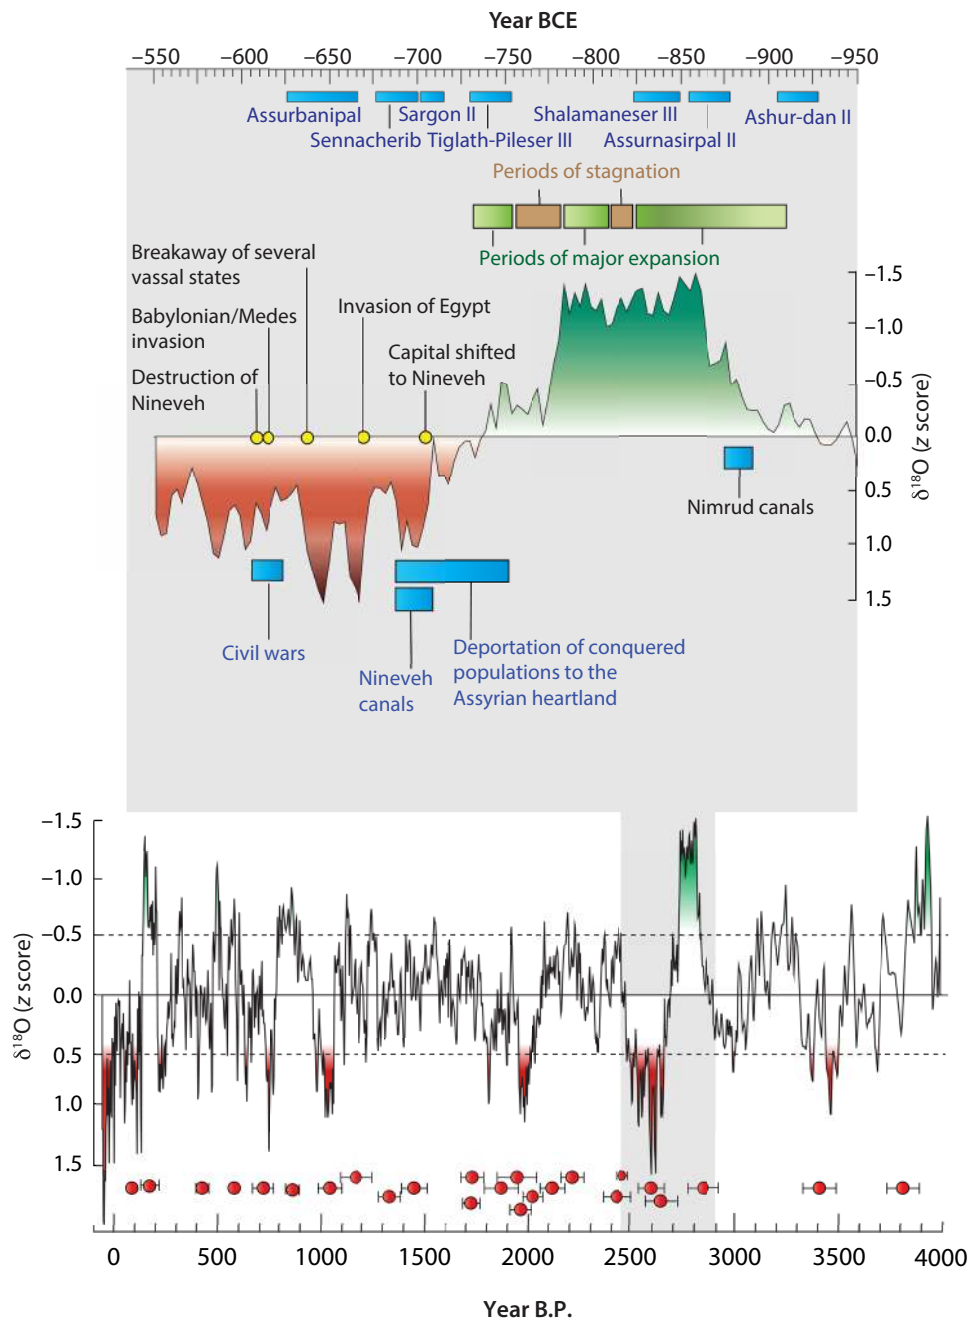 Year BCE
–550 –600 –650 –700 –750 –800 –850 –900 –950
Assurbanipal
Sargon II
Shalamaneser III
Ashur-dan II
Sennacherib
Tiglath-Pileser III
Assurnasirpal II
Periods of stagnation
Periods of major expansion
Breakaway of several
vassal states
Babylonian/Medes
invasion
Destruction of
Nineveh
Invasion of Egypt
Capital shifted
to Nineveh
–1.5
–1.0
–0.5
0.0
0.5
1.0
1.5
δ18O (z score)
Nimrud canals
Civil wars
Nineveh
canals
Deportation of conquered
populations to the
Assyrian heartland
–1.5
–1.0
–0.5
0.0
0.5
1.0
1.5
δ18O (z score)
0 500 1000 1500 2000 2500 3000 3500 4000
Year B.P.